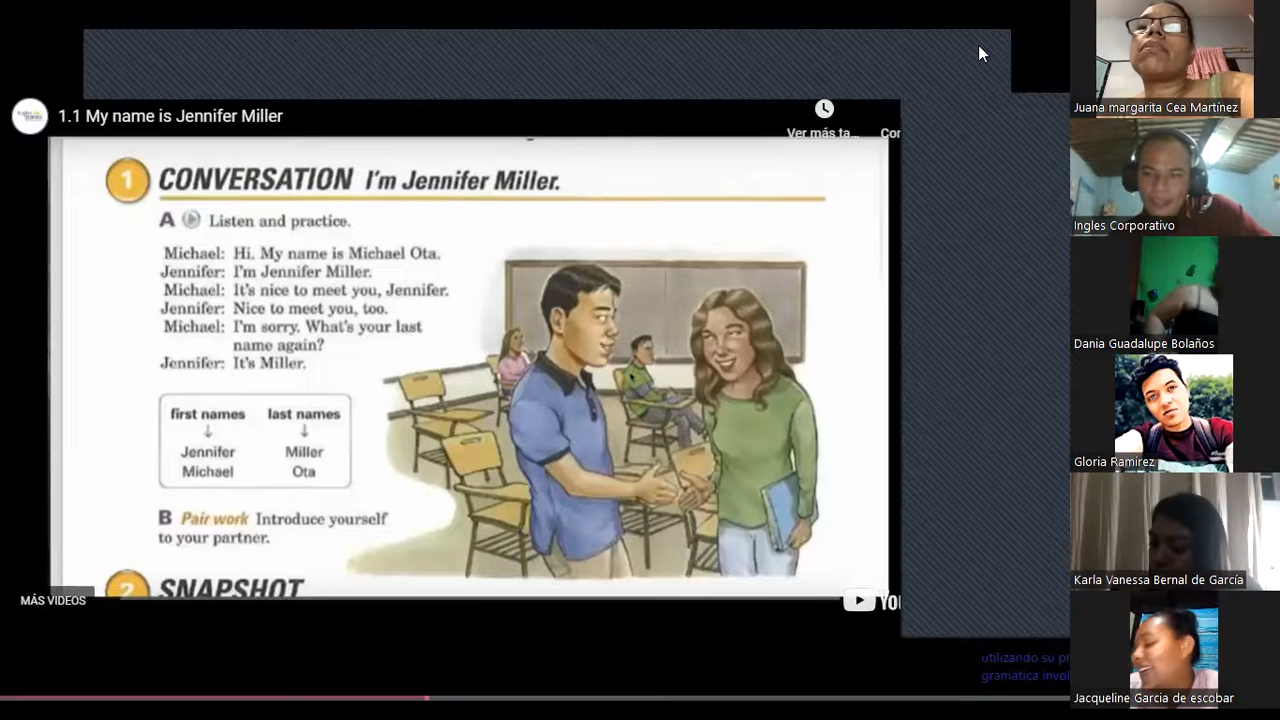 1.1 My name is Jennifer Miller
Ver más ta...
1 CONVERSATION I'm Jennifer Miller.
A Listen and practice.
Michael: Hi. My name is Michael Ota.
Jennifer: I'm Jennifer Miller.
Michael: It's nice to meet you, Jennifer.
Jennifer: Nice to meet you, too.
Michael: I'm sorry. What's your last
name again?
Jennifer: It's Miller.
first names last names
Jennifer Miller
Michael Ota
B Pair work Introduce yourself
to your partner.
2 SNAPSHOT
MÁS VIDEOS
utilizando su
gramática
Juana margarita Cea Martínez
Ingles Corporativo
Dania Guadalupe Bolaños
Gloria Ramirez
Karla Vanessa Bernal de García
Jacqueline Garcia de escobar